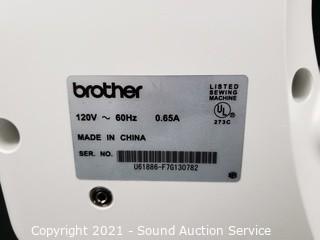 brother
LISTED
SEWING
MACHINE
UL
273C
120V ~ 60Hz 0.65A
MADE IN CHINA
SER. NO.
U61886-F7G130782
Copyright 2021 - Sound Auction Service